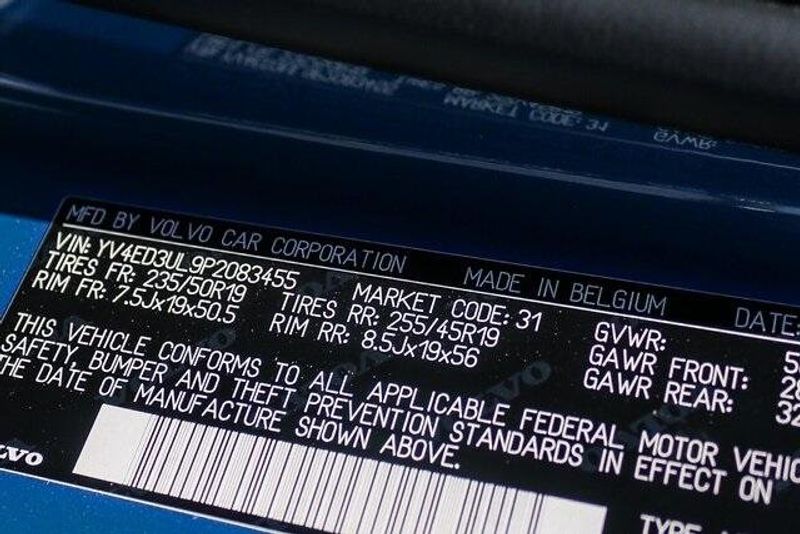 MFD BY VOLVO CAR CORPORATION MADE IN BELGIUM DATE:
VIN: YV4ED3UL9P2083455 MARKET CODE: 31 GVWR:
TIRES FR: 235/50R19 TIRES RR: 255/45R19 GAWR FRONT:
RIM FR: 7.5Jx19x50.5 RIM RR: 8.5Jx19x56 GAWR REAR: 32
THIS VEHICLE CONFORMS TO ALL APPLICABLE FEDERAL MOTOR VEHIC
SAFETY, BUMPER AND THEFT PREVENTION STANDARDS IN EFFECT ON
THE DATE OF MANUFACTURE SHOWN ABOVE.
TYPE